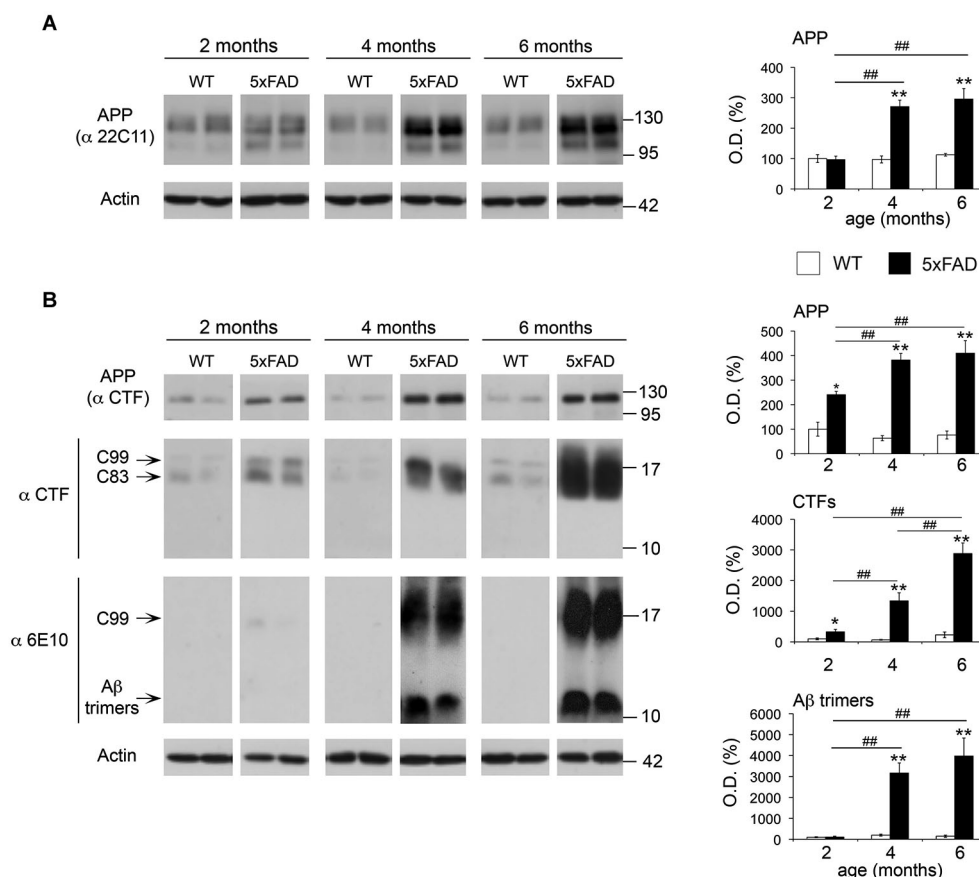 A
2 months 4 months 6 months
WT 5xFAD WT 5xFAD WT 5xFAD
APP
(α 22C11)
130
95
Actin
42
APP
##
##
** **
O.D. (%)
400
300
200
100
0
2 4 6
age (months)
WT 5xFAD
B
2 months 4 months 6 months
WT 5xFAD WT 5xFAD WT 5xFAD
APP
(α CTF)
130
95
α CTF
C99
C83
17
10
α 6E10
C99
17
Aβ
trimers
10
Actin
42
APP
##
##
* ** **
O.D. (%)
500
400
300
200
100
0
2 4 6
CTFs
##
##
##
* ** **
O.D. (%)
4000
3000
2000
1000
0
2 4 6
Aβ trimers
##
##
** **
O.D. (%)
6000
5000
4000
3000
2000
1000
0
2 4 6
age (months)